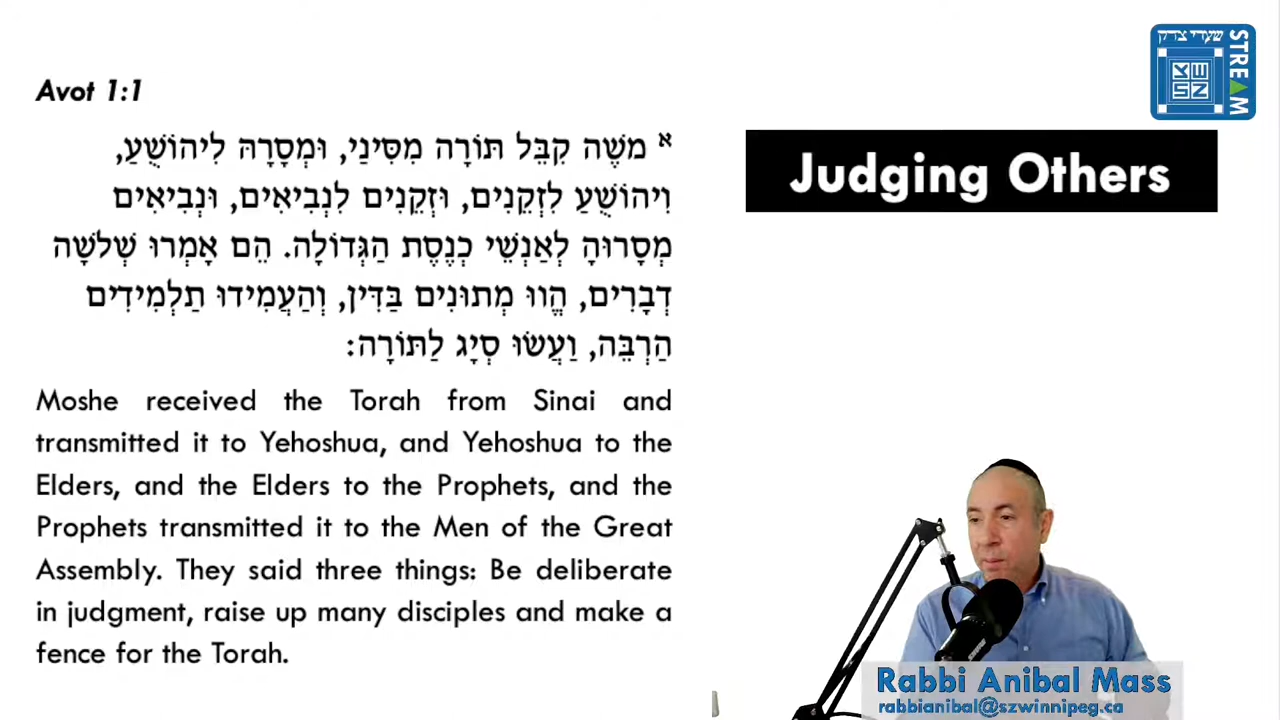 Avot 1:1
א משֶׁה קִבֵּל תּוֹרָה מִסִּינַי, וּמְסָרָהּ לִיהוֹשֻׁעַ,
וִיהוֹשֻׁעַ לִזְקֵנִים, וּזְקֵנִים לִנְבִיאִים, וּנְבִיאִים
מְסָרוּהָ לְאַנְשֵׁי כְנֶסֶת הַגְּדוֹלָה. הֵם אָמְרוּ שְׁלשָׁה
דְבָרִים, הֱווּ מְתוּנִים בַּדִּין, וְהַעֲמִידוּ תַלְמִידִים
הַרְבֵּה, וַעֲשׂוּ סְיָג לַתּוֹרָה:
Moshe received the Torah from Sinai and
transmitted it to Yehoshua, and Yehoshua to the
Elders, and the Elders to the Prophets, and the
Prophets transmitted it to the Men of the Great
Assembly. They said three things: Be deliberate
in judgment, raise up many disciples and make a
fence for the Torah.
שערי צדק
STREAM
Judging Others
Rabbi Anibal Mass
rabbianibal@szwinnipeg.ca